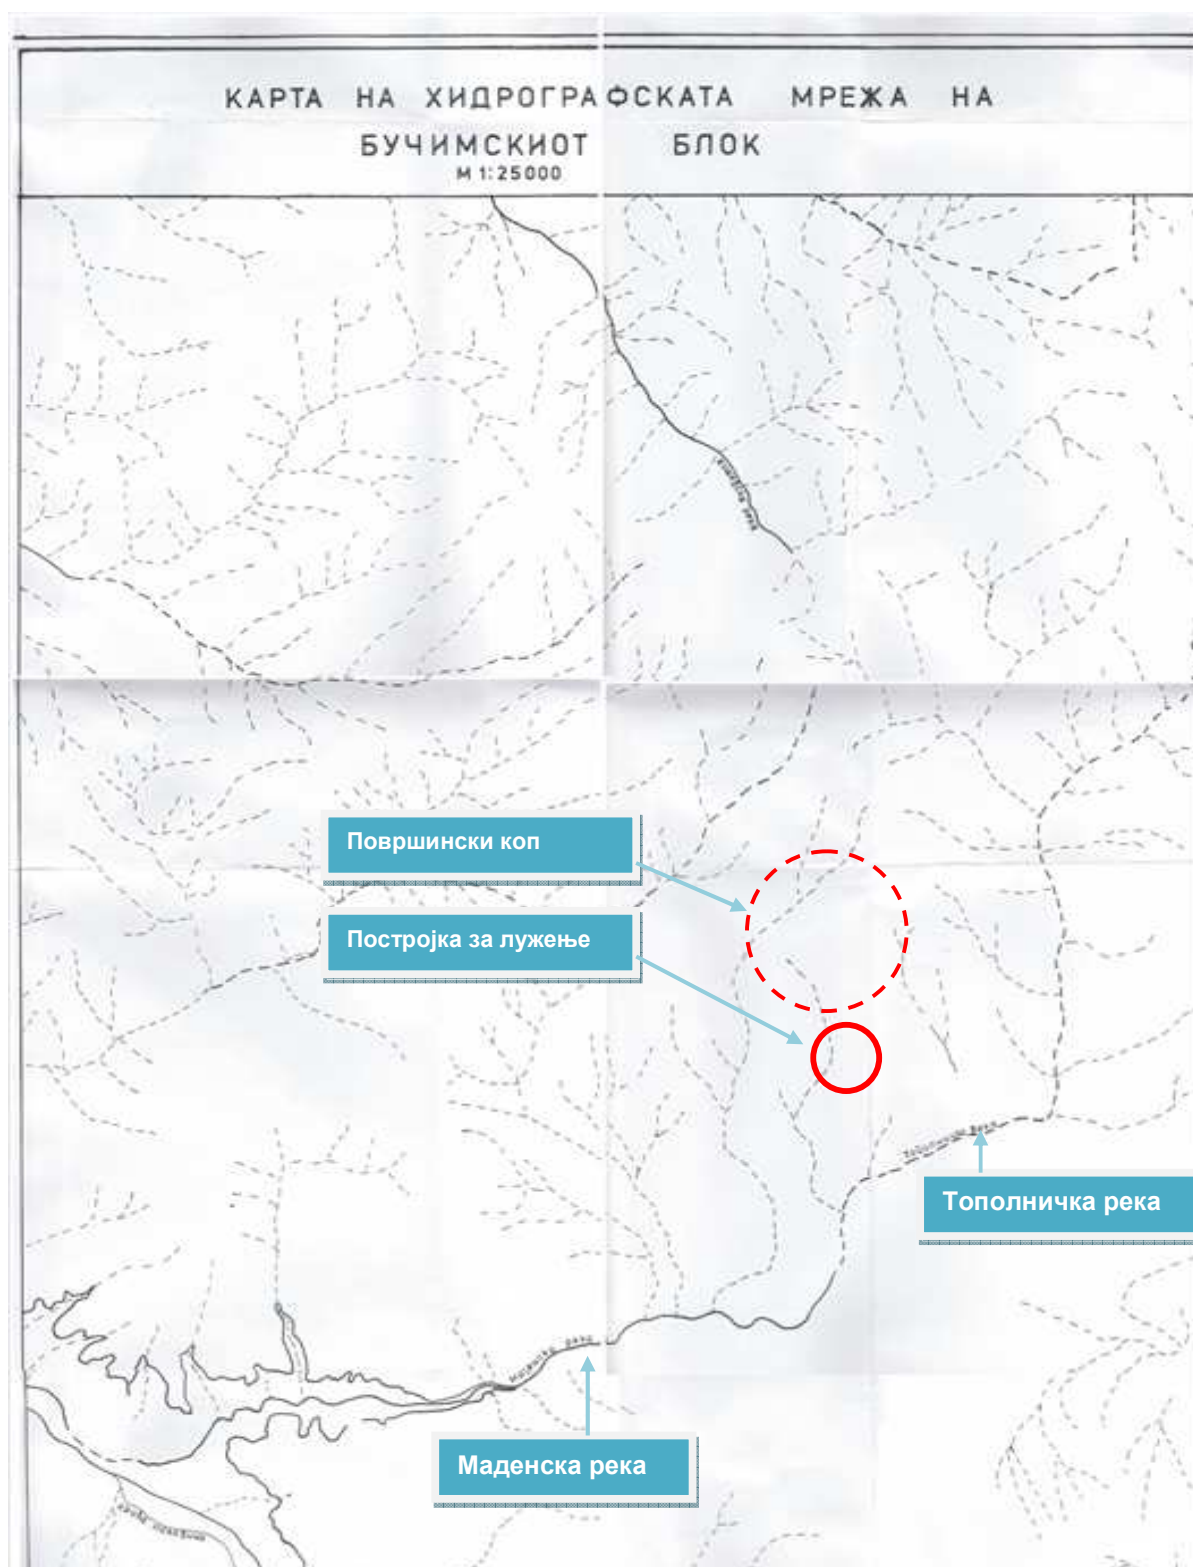 КАРТА НА ХИДРОГРАФСКАТА МРЕЖА НА
БУЧИМСКИОТ БЛОК
М 1:25000
Површински коп
Постројка за лужење
Тополничка река
Маденска река